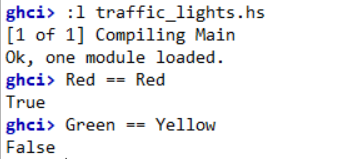 ghci> :l traffic_lights.hs
[1 of 1] Compiling Main
Ok, one module loaded.
ghci> Red == Red
True
ghci> Green == Yellow
False